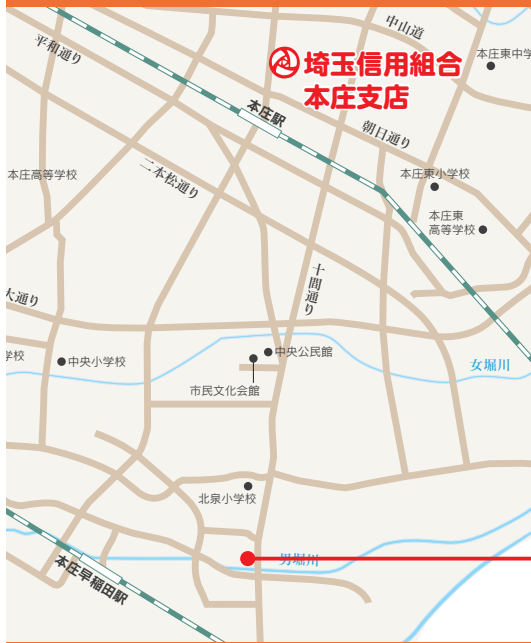 中山道
平和通り
埼玉信用組合
本庄支店
本庄東中学
本庄駅
朝日通り
本庄高等学校
二本松通り
本庄東小学校
本庄東
高等学校
十間通り
大通り
学校
中央小学校
中央公民館
女堀川
市民文化会館
北泉小学校
男堀川
本庄早稲田駅